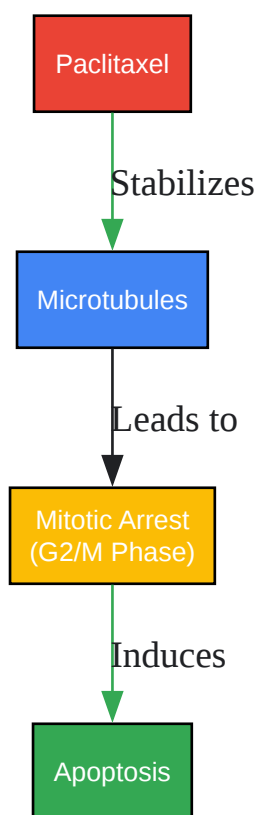 Paclitaxel
Stabilizes
Microtubules
Leads to
Mitotic Arrest
(G2/M Phase)
Induces
Apoptosis